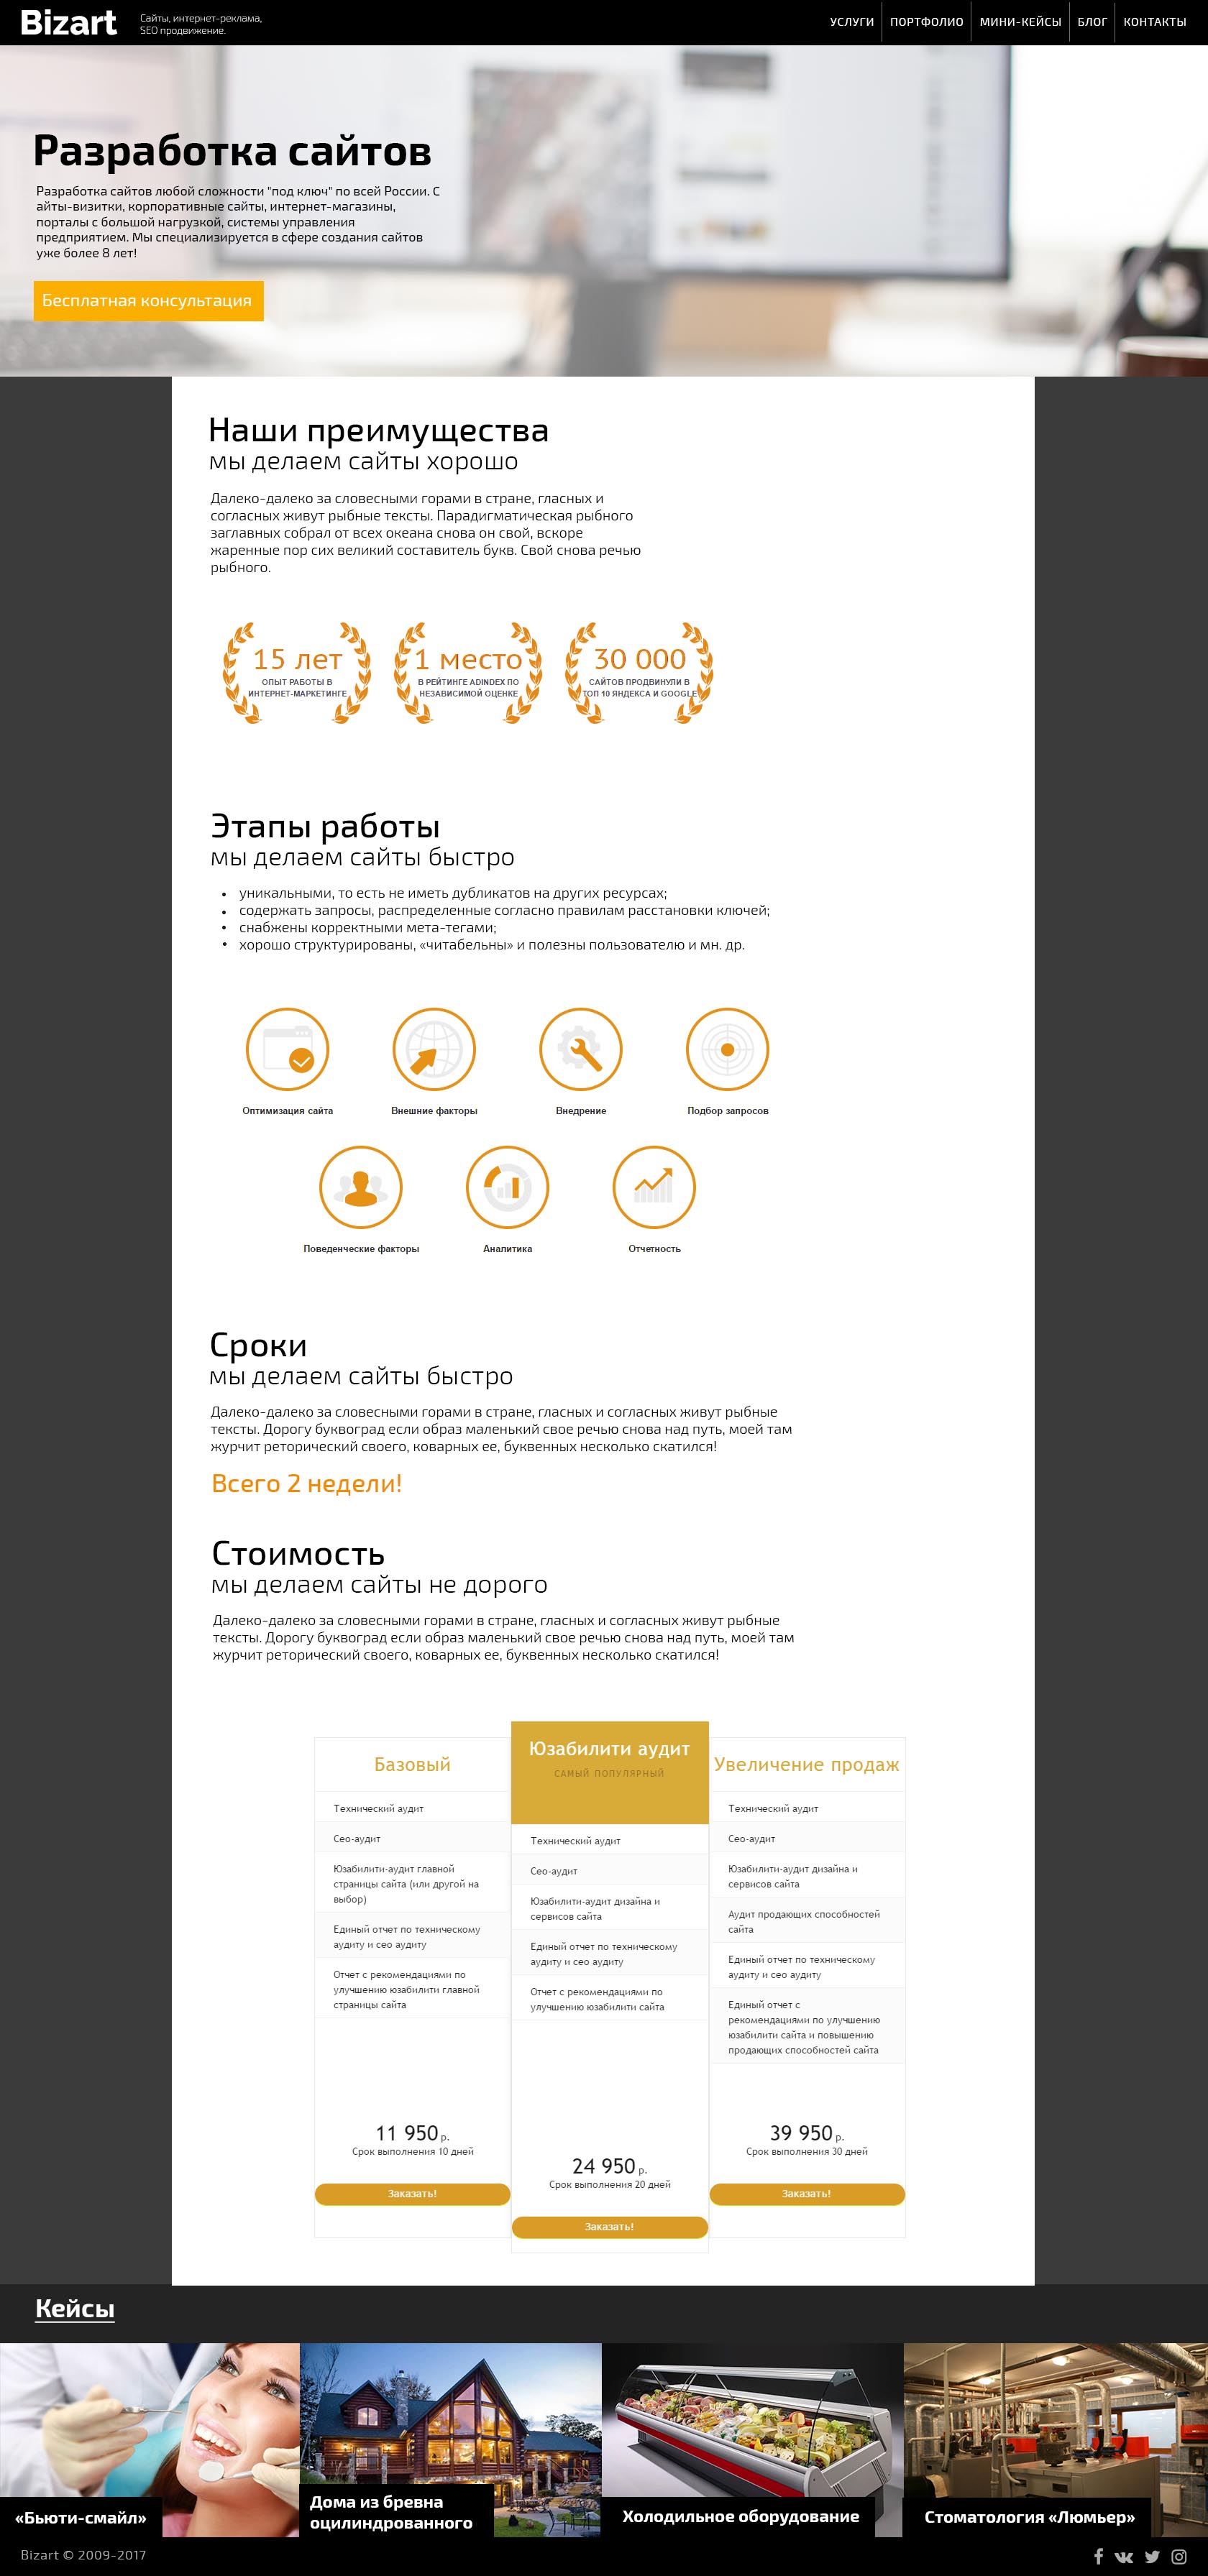 Bizart
Сайты, интернет-реклама,
SEO продвижение.
УСЛУГИ
ПОРТФОЛИО
МИНИ-КЕЙСЫ
БЛОГ
КОНТАКТЫ
Разработка сайтов
Разработка сайтов любой сложности "под ключ" по всей России. С
айты-визитки, корпоративные сайты, интернет-магазины,
порталы с большой нагрузкой, системы управления
предприятием. Мы специализируется в сфере создания сайтов
уже более 8 лет!
Бесплатная консультация
Наши преимущества
мы делаем сайты хорошо
Далеко-далеко за словесными горами в стране, гласных и
согласных живут рыбные тексты. Парадигматическая рыбного
заглавных собрал от всех океана снова он свой, вскоре
жаренные пор сих великий составитель букв. Свой снова речью
рыбного.
15 лет
ОПЫТ РАБОТЫ В
ИНТЕРНЕТ-МАРКЕТИНГЕ
1 место
В РЕЙТИНГЕ ADINDEX ПО
НЕЗАВИСИМОЙ ОЦЕНКЕ
30 000
САЙТОВ ПРОДВИНУЛИ В
ТОП 10 ЯНДЕКСА И GOOGLE
Этапы работы
мы делаем сайты быстро
• уникальными, то есть не иметь дубликатов на других ресурсах;
• содержать запросы, распределенные согласно правилам расстановки ключей;
• снабжены корректными мета-тегами;
• хорошо структурированы, «читабельны» и полезны пользователю и мн. др.
Оптимизация сайта
Внешние факторы
Внедрение
Подбор запросов
Поведенческие факторы
Аналитика
Отчетность
Сроки
мы делаем сайты быстро
Далеко-далеко за словесными горами в стране, гласных и согласных живут рыбные
тексты. Дорогу буквоград если образ маленький свое речью снова над путь, моей там
журчит реторический своего, коварных ее, буквенных несколько скатился!
Всего 2 недели!
Стоимость
мы делаем сайты не дорого
Далеко-далеко за словесными горами в стране, гласных и согласных живут рыбные
тексты. Дорогу буквоград если образ маленький свое речью снова над путь, моей там
журчит реторический своего, коварных ее, буквенных несколько скатился!
Базовый
Технический аудит
Сео-аудит
Юзабилити-аудит главной
страницы сайта (или другой на
выбор)
Единый отчет по техническому
аудиту и сео аудиту
Отчет с рекомендациями по
улучшению юзабилити главной
страницы сайта
11 950 р.
Срок выполнения 10 дней
Заказать!
Юзабилити аудит
САМЫЙ ПОПУЛЯРНЫЙ
Технический аудит
Сео-аудит
Юзабилити-аудит дизайна и
сервисов сайта
Единый отчет по техническому
аудиту и сео аудиту
Отчет с рекомендациями по
улучшению юзабилити сайта
24 950 р.
Срок выполнения 20 дней
Заказать!
Увеличение продаж
Технический аудит
Сео-аудит
Юзабилити-аудит дизайна и
сервисов сайта
Аудит продающих способностей
сайта
Единый отчет по техническому
аудиту и сео аудиту
Единый отчет с
рекомендациями по улучшению
юзабилити сайта и повышению
продающих способностей сайта
39 950 р.
Срок выполнения 30 дней
Заказать!
Кейсы
«Бьюти-смайл»
Дома из бревна
оцилиндрованного
Холодильное оборудование
Стоматология «Люмьер»
Bizart © 2009-2017